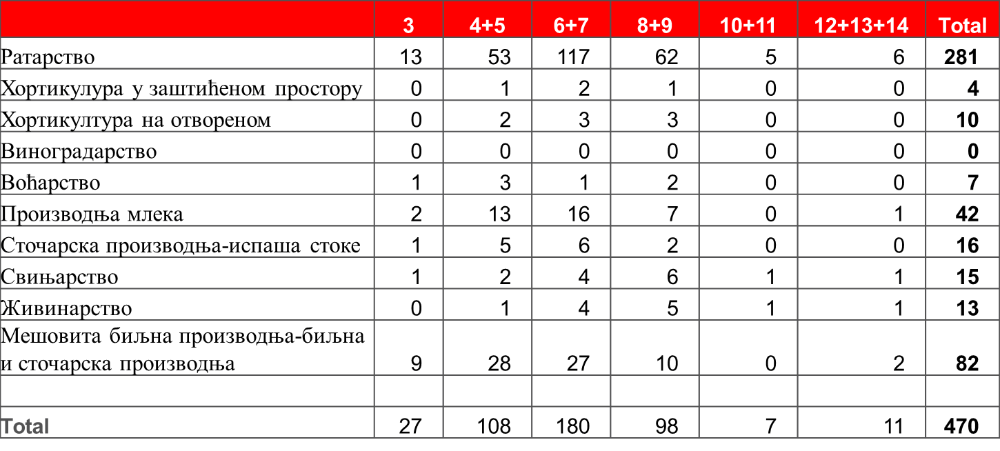 3 4+5 6+7 8+9 10+11 12+13+14 Total
Ратарство 13 53 117 62 5 6 281
Хортикулура у заштићеном простору 0 1 2 1 0 0 4
Хортикултура на отвореном 0 2 3 3 0 0 10
Виноградарство 0 0 0 0 0 0 0
Воћарство 1 3 1 2 0 0 7
Производња млека 2 13 16 7 0 1 42
Сточарска производња-испаша стоке 1 5 6 2 0 0 16
Свињарство 1 2 4 6 1 1 15
Живинарство 0 1 4 5 1 1 13
Мешовита биљна производња-биљна
и сточарска производња 9 28 27 10 0 2 82
Total 27 108 180 98 7 11 470